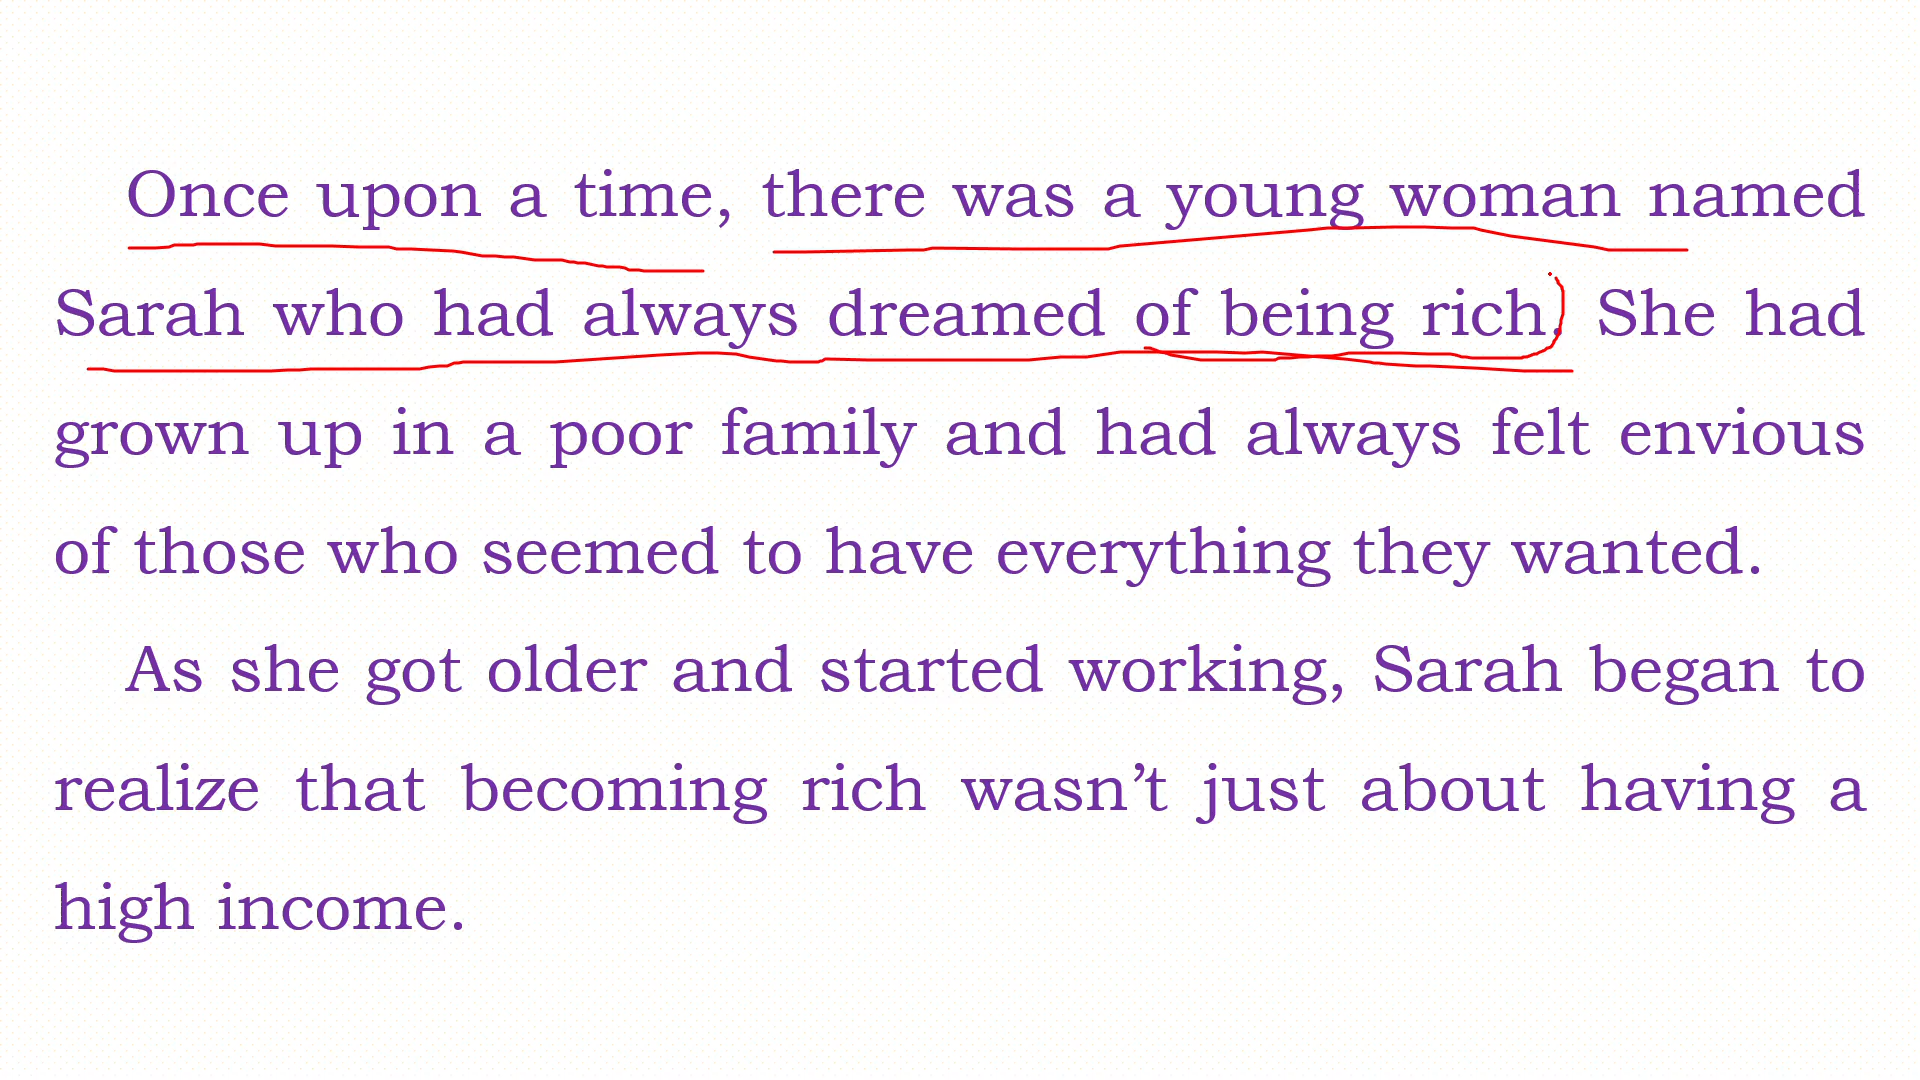 Once upon a time, there was a young woman named
Sarah who had always dreamed of being rich. She had
grown up in a poor family and had always felt envious
of those who seemed to have everything they wanted.
As she got older and started working, Sarah began to
realize that becoming rich wasn’t just about having a
high income.